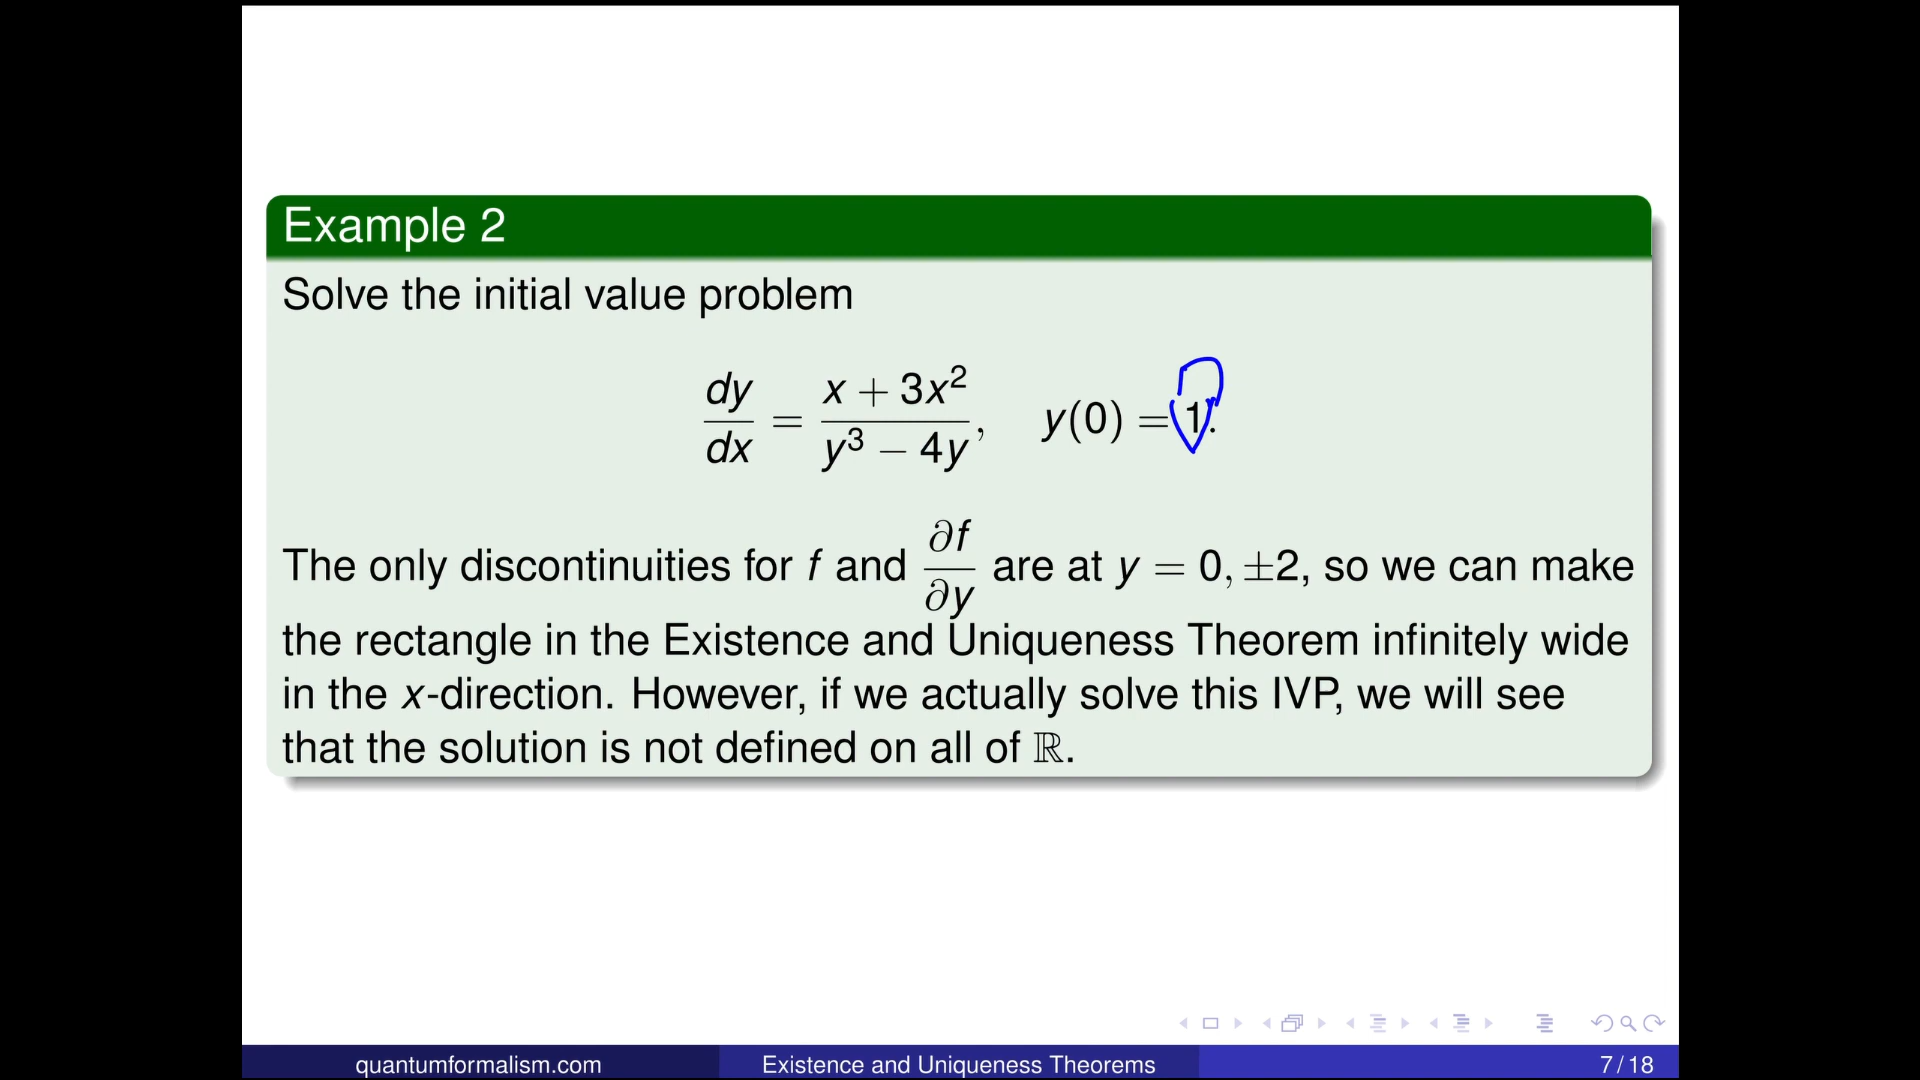 Example 2
Solve the initial value problem
dy/dx = x + 3x²/y³ − 4y, y(0) = 1.
The only discontinuities for f and ∂f/∂y are at y = 0, ±2, so we can make
the rectangle in the Existence and Uniqueness Theorem infinitely wide
in the x-direction. However, if we actually solve this IVP, we will see
that the solution is not defined on all of ℝ.
quantumformalism.com Existence and Uniqueness Theorems 7 / 18